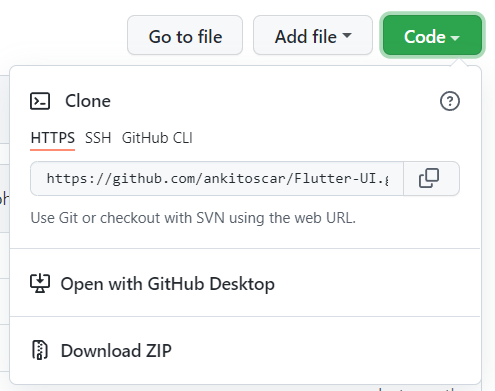 Go to file Add file Code
Clone
HTTPS SSH GitHub CLI
https://github.com/ankitoscar/Flutter-UI.g
Use Git or checkout with SVN using the web URL.
Open with GitHub Desktop
Download ZIP